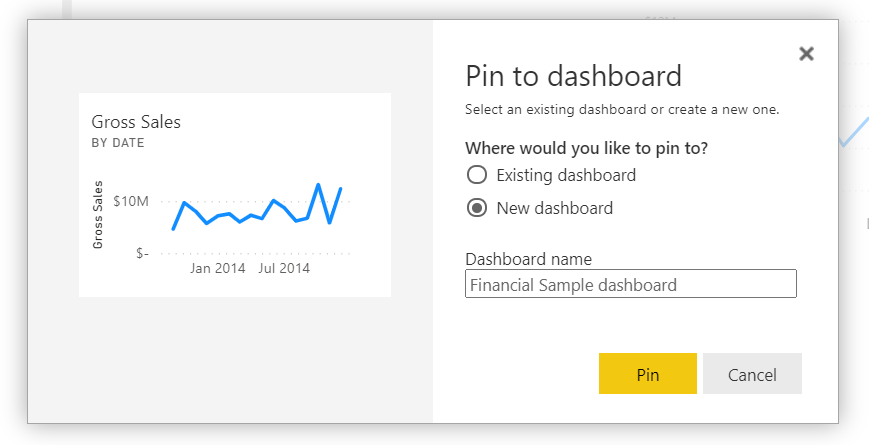 Gross Sales
BY DATE
Gross Sales
$10M
$-
Jan 2014 Jul 2014
Pin to dashboard
Select an existing dashboard or create a new one.
Where would you like to pin to?
Existing dashboard
New dashboard
Dashboard name
Financial Sample dashboard
Pin
Cancel